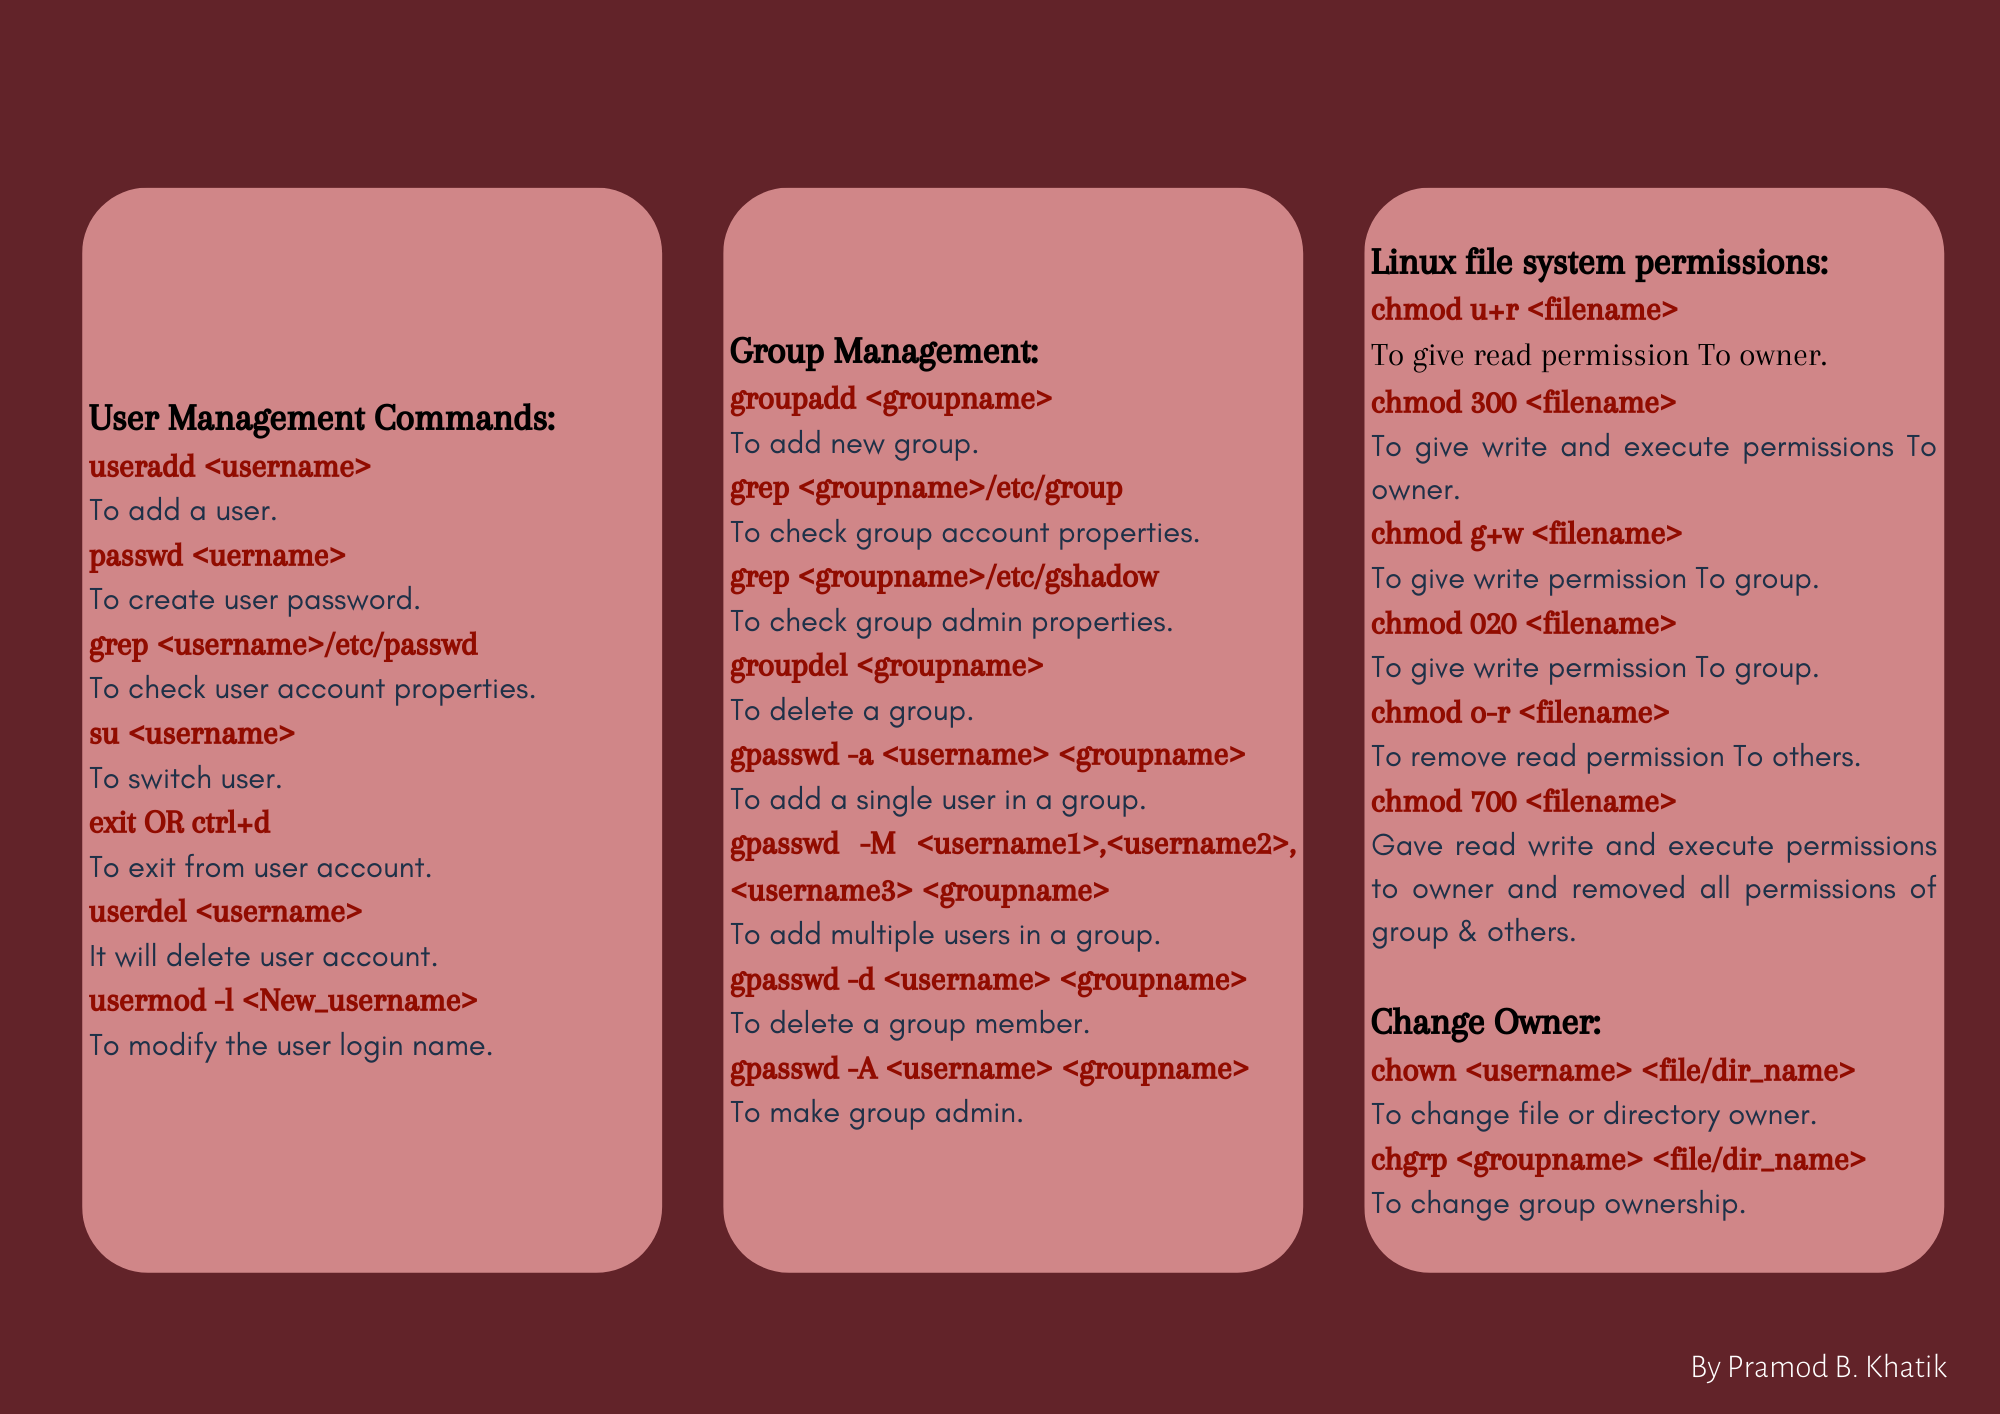 User Management Commands:
useradd <username>
To add a user.
passwd <uername>
To create user password.
grep <username>/etc/passwd
To check user account properties.
su <username>
To switch user.
exit OR ctrl+d
To exit from user account.
userdel <username>
It will delete user account.
usermod -l <New_username>
To modify the user login name.
Group Management:
groupadd <groupname>
To add new group.
grep <groupname>/etc/group
To check group account properties.
grep <groupname>/etc/gshadow
To check group admin properties.
groupdel <groupname>
To delete a group.
gpasswd -a <username> <groupname>
To add a single user in a group.
gpasswd -M <username1>,<username2>,
<username3> <groupname>
To add multiple users in a group.
gpasswd -d <username> <groupname>
To delete a group member.
gpasswd -A <username> <groupname>
To make group admin.
Linux file system permissions:
chmod u+r <filename>
To give read permission To owner.
chmod 300 <filename>
To give write and execute permissions To
owner.
chmod g+w <filename>
To give write permission To group.
chmod 020 <filename>
To give write permission To group.
chmod o-r <filename>
To remove read permission To others.
chmod 700 <filename>
Gave read write and execute permissions
to owner and removed all permissions of
group & others.
Change Owner:
chown <username> <file/dir_name>
To change file or directory owner.
chgrp <groupname> <file/dir_name>
To change group ownership.
By Pramod B. Khatik